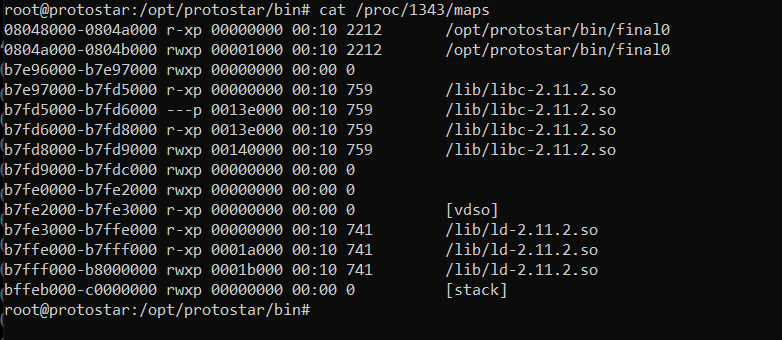 root@protostar:/opt/protostar/bin# cat /proc/1343/maps
08048000-0804a000 r-xp 00000000 00:10 2212       /opt/protostar/bin/final0
0804a000-0804b000 rwxp 00001000 00:10 2212       /opt/protostar/bin/final0
b7e96000-b7e97000 rwxp 00000000 00:00 0
b7e97000-b7fd5000 r-xp 00000000 00:10 759        /lib/libc-2.11.2.so
b7fd5000-b7fd6000 ---p 0013e000 00:10 759        /lib/libc-2.11.2.so
b7fd6000-b7fd8000 r-xp 0013e000 00:10 759        /lib/libc-2.11.2.so
b7fd8000-b7fd9000 rwxp 00140000 00:10 759        /lib/libc-2.11.2.so
b7fd9000-b7fdc000 rwxp 00000000 00:00 0
b7fe0000-b7fe2000 rwxp 00000000 00:00 0
b7fe2000-b7fe3000 r-xp 00000000 00:00 0          [vdso]
b7fe3000-b7ffe000 r-xp 00000000 00:10 741        /lib/ld-2.11.2.so
b7ffe000-b7fff000 r-xp 0001a000 00:10 741        /lib/ld-2.11.2.so
b7fff000-b8000000 rwxp 0001b000 00:10 741        /lib/ld-2.11.2.so
bffeb000-c0000000 rwxp 00000000 00:00 0          [stack]
root@protostar:/opt/protostar/bin#